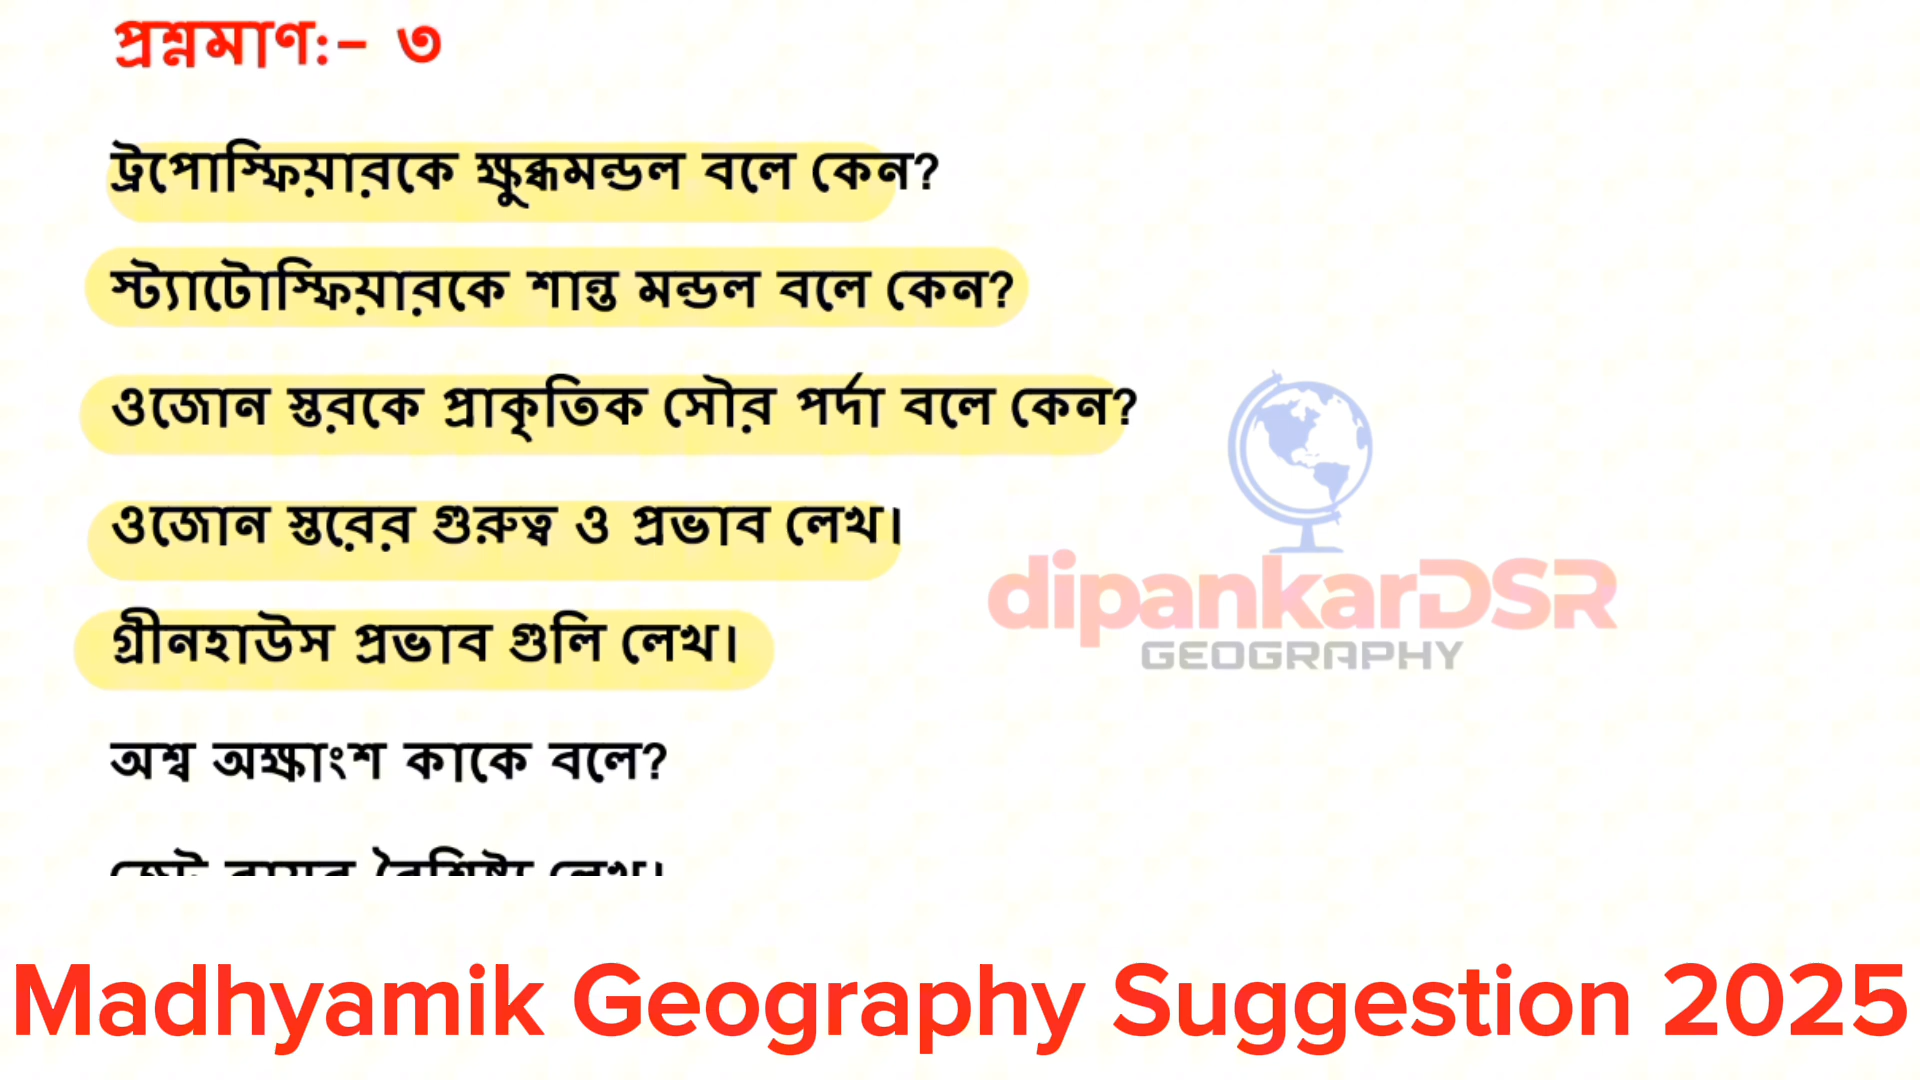 প্রশ্নমাণ:- ৩
ট্রপোস্ফিয়ারকে ক্ষুব্ধমন্ডল বলে কেন?
স্ট্যাটোস্ফিয়ারকে শান্ত মন্ডল বলে কেন?
ওজোন স্তরকে প্রাকৃতিক সৌর পর্দা বলে কেন?
ওজোন স্তরের গুরুত্ব ও প্রভাব লেখ।
গ্রীনহাউস প্রভাব গুলি লেখ।
অশ্ব অক্ষাংশ কাকে বলে?
জেট বায়ুর বৈশিষ্ট্য লেখ।
dipankarDSR
GEOGRAPHY
Madhyamik Geography Suggestion 2025